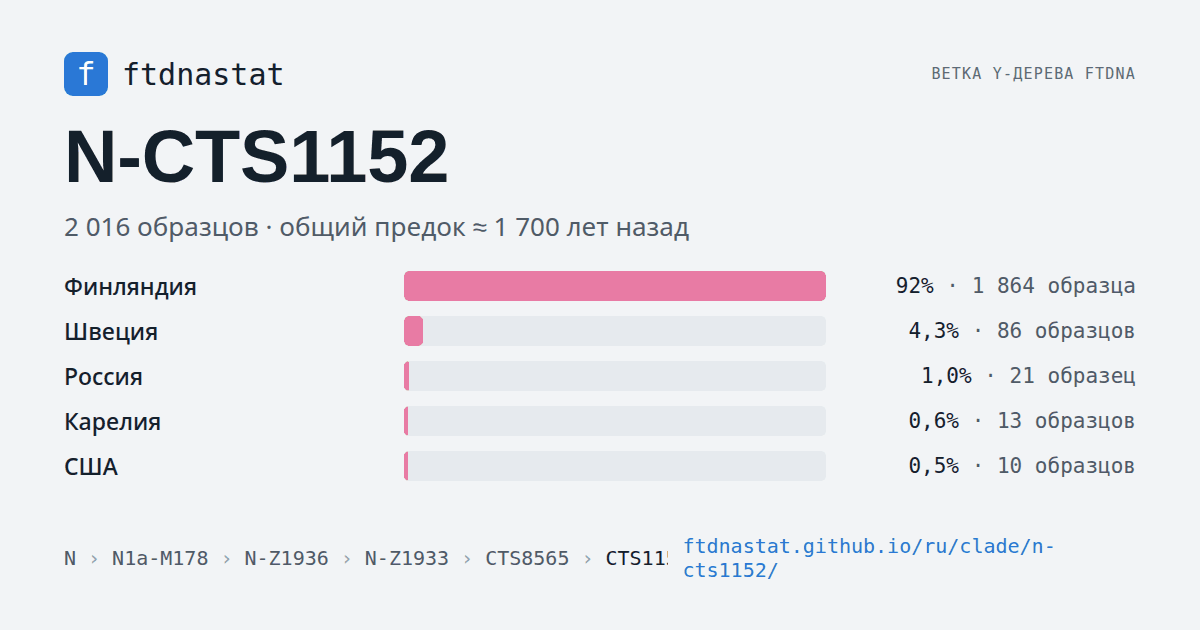 f ftdnastat
ВЕТКА Y-ДЕРЕВА FTDNA
N-CTS1152
2 016 образцов · общий предок ≈ 1 700 лет назад
Финляндия 92% · 1 864 образца
Швеция 4,3% · 86 образцов
Россия 1,0% · 21 образец
Карелия 0,6% · 13 образцов
США 0,5% · 10 образцов
N › N1a-M178 › N-Z1936 › N-Z1933 › CTS8565 ›
ftdnastat.github.io/ru/clade/n-
cts1152/